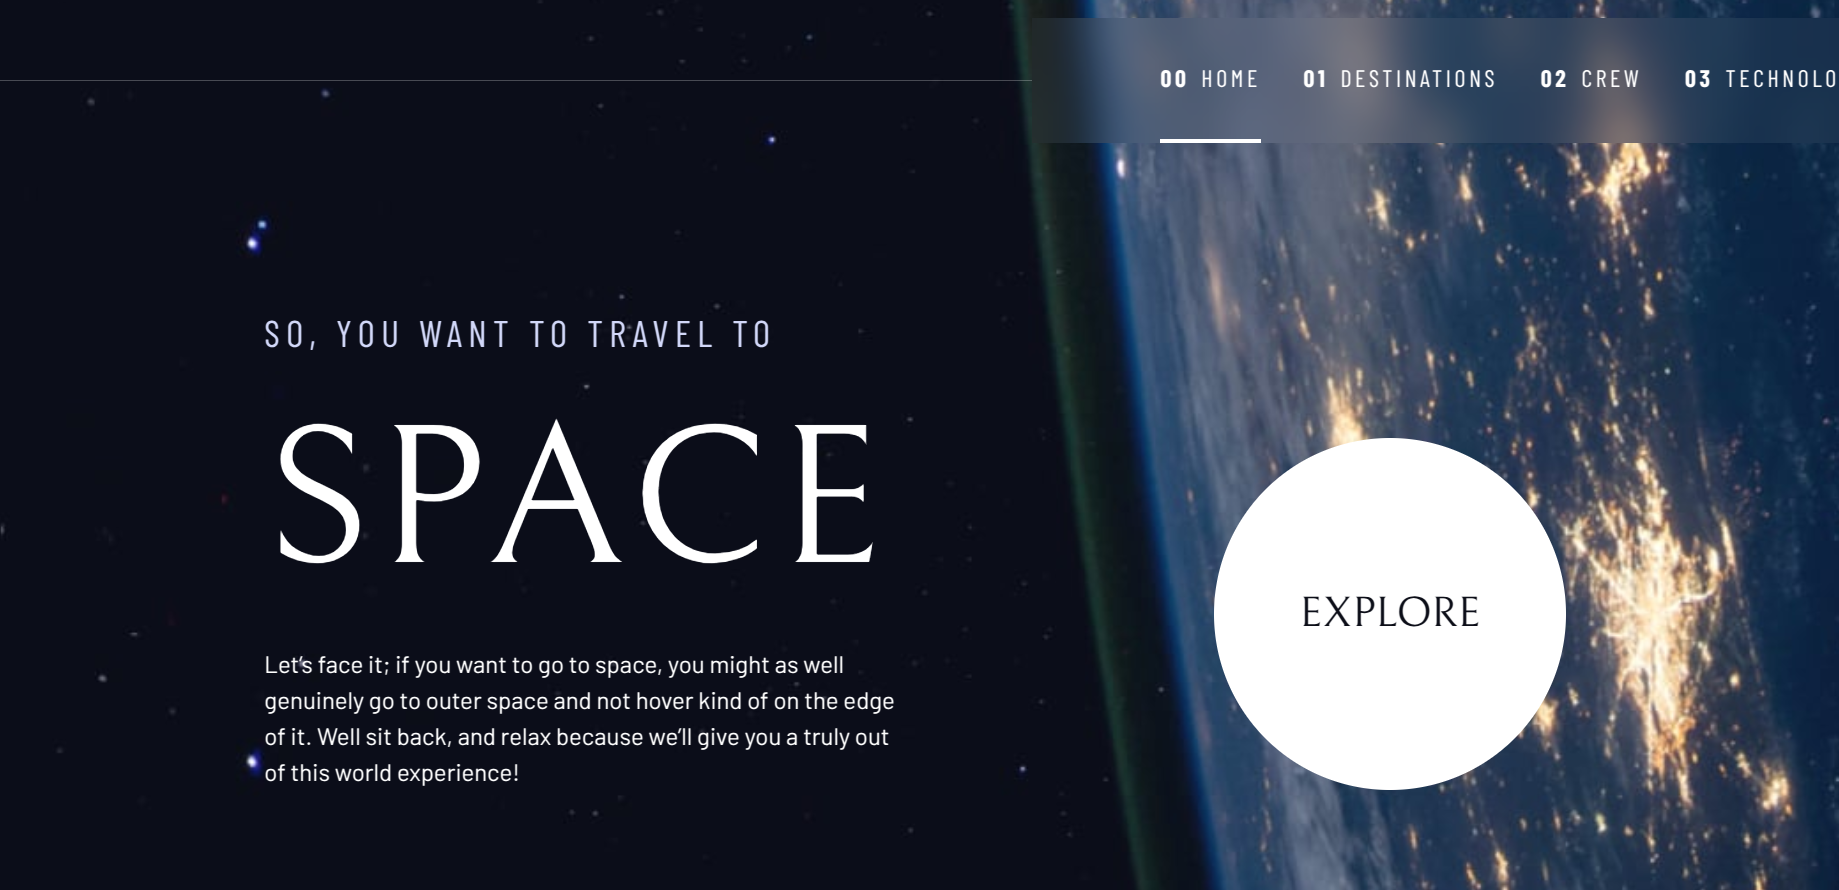 00 HOME 01 DESTINATIONS 02 CREW 03 TECHNOLO
SO, YOU WANT TO TRAVEL TO
SPACE
Let's face it; if you want to go to space, you might as well
genuinely go to outer space and not hover kind of on the edge
of it. Well sit back, and relax because we’ll give you a truly out
of this world experience!
EXPLORE